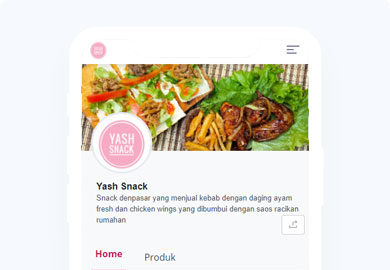 YASH
SNACK
Yash Snack
Snack denpasar yang menjual kebab dengan daging ayam
fresh dan chicken wings yang dibumbui dengan saos racikan
rumahan
Home
Produk